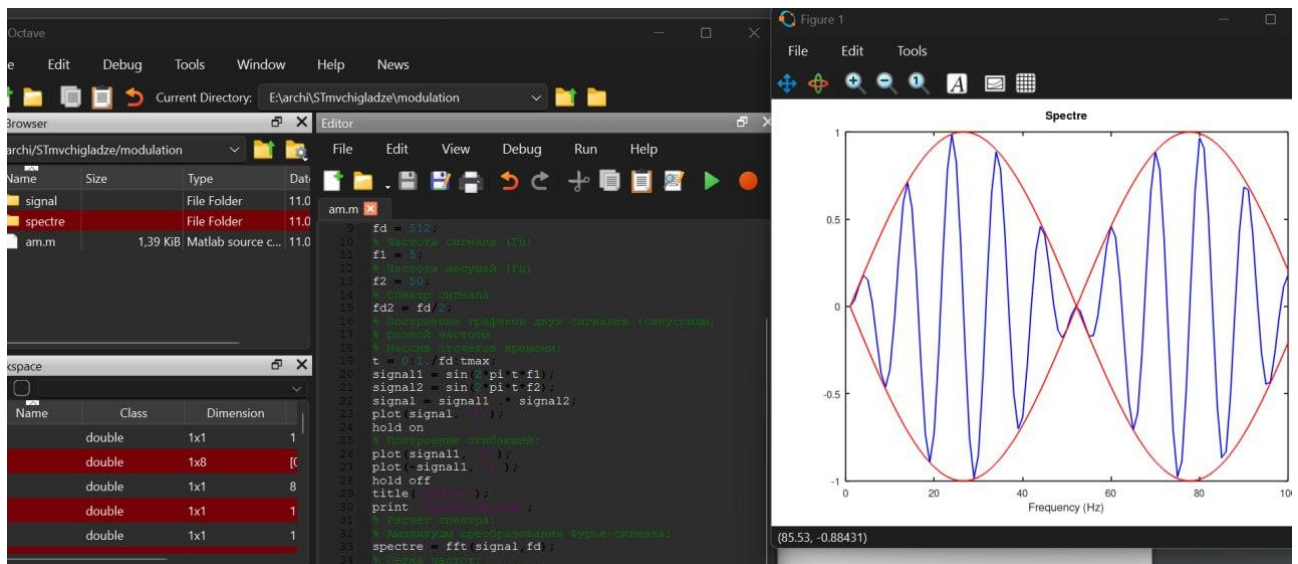 Octave
Edit Debug Tools Window Help News
Current Directory: E:\archi\STmvchigladze\modulation
Browser
archi/STmvchigladze/modulation
Name Size Type Dat
signal File Folder 11.0
spectre File Folder 11.0
am.m 1,39 KiB Matlab source c... 11.0
kspace
Name Class Dimension
double 1x1 1
double 1x8 [0
double 1x1 8
double 1x1 1
double 1x1 1
Editor
File Edit View Debug Run Help
am.m
9 fd = 512;
10 % Частота сигнала (Гц)
11 f1 = 5;
12 % Частота несущей (Гц)
13 f2 = 50;
14 % Спектр сигнала
15 fd2 = fd/2;
16 % Построение графиков двух сигналов (синусоиды)
17 % разной частоты
18 % Массив отсчетов времени:
19 t = 0:1./fd:tmax;
20 signal1 = sin(2*pi*t*f1);
21 signal2 = sin(2*pi*t*f2);
22 signal = signal1 .* signal2;
23 plot(signal, );
24 hold on
25 % Построение огибающей:
26 plot(signal1, );
27 plot(-signal1, );
28 hold off
29 title( );
30 print
31 % Расчет спектра:
32 % Амплитуды преобразования Фурье-сигнала:
33 spectre = fft(signal,fd);
34 % Сетка частот:
Figure 1
File Edit Tools
Spectre
1
0.5
0
-0.5
-1
0 20 40 60 80 100
Frequency (Hz)
(85.53, -0.88431)